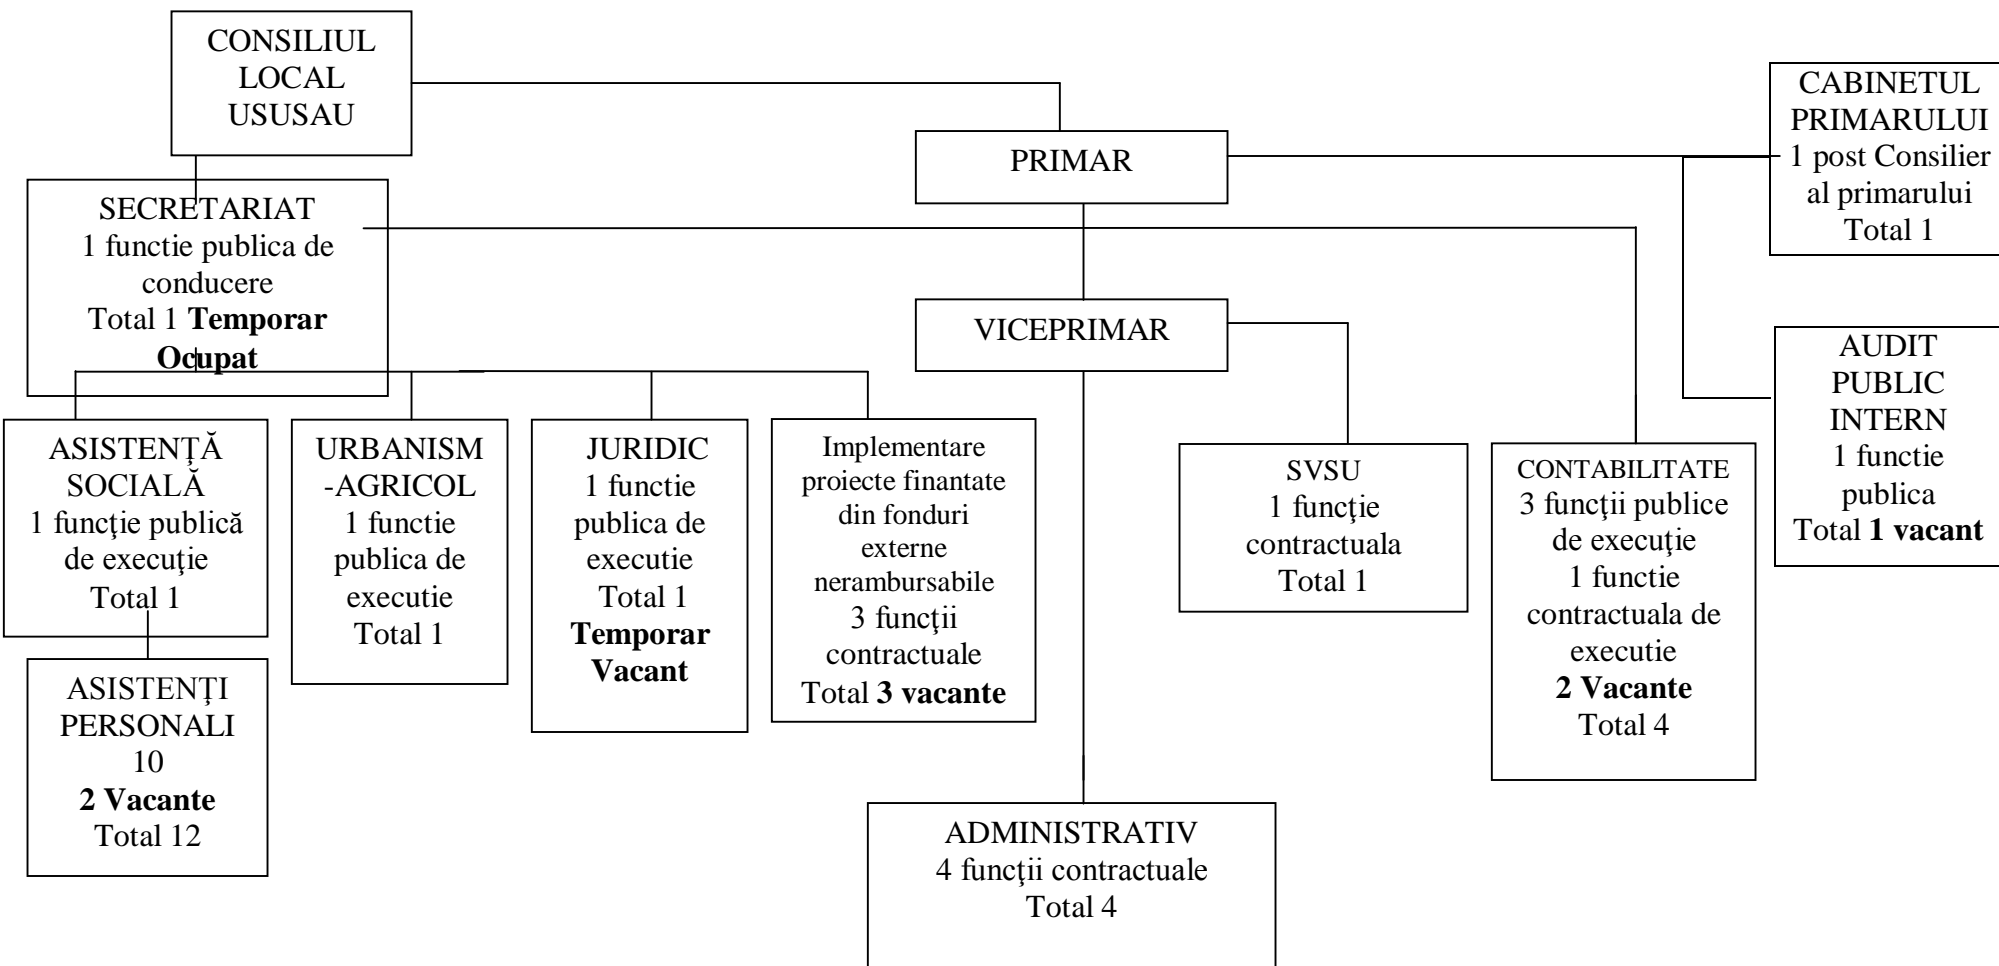 CONSILIUL
LOCAL
USUSAU
CABINETUL
PRIMARULUI
1 post Consilier
al primarului
Total 1
PRIMAR
SECRETARIAT
1 functie publica de
conducere
Total 1 Temporar
Ocupat
VICEPRIMAR
AUDIT
PUBLIC
INTERN
1 functie
publica
Total 1 vacant
ASISTENŢĂ
SOCIALĂ
1 funcţie publică
de execuţie
Total 1
URBANISM
-AGRICOL
1 functie
publica de
executie
Total 1
JURIDIC
1 functie
publica de
executie
Total 1
Temporar
Vacant
Implementare
proiecte finantate
din fonduri
externe
nerambursabile
3 funcţii
contractuale
Total 3 vacante
SVSU
1 funcţie
contractuala
Total 1
CONTABILITATE
3 funcţii publice
de execuţie
1 functie
contractuala de
executie
2 Vacante
Total 4
ASISTENŢI
PERSONALI
10
2 Vacante
Total 12
ADMINISTRATIV
4 funcţii contractuale
Total 4